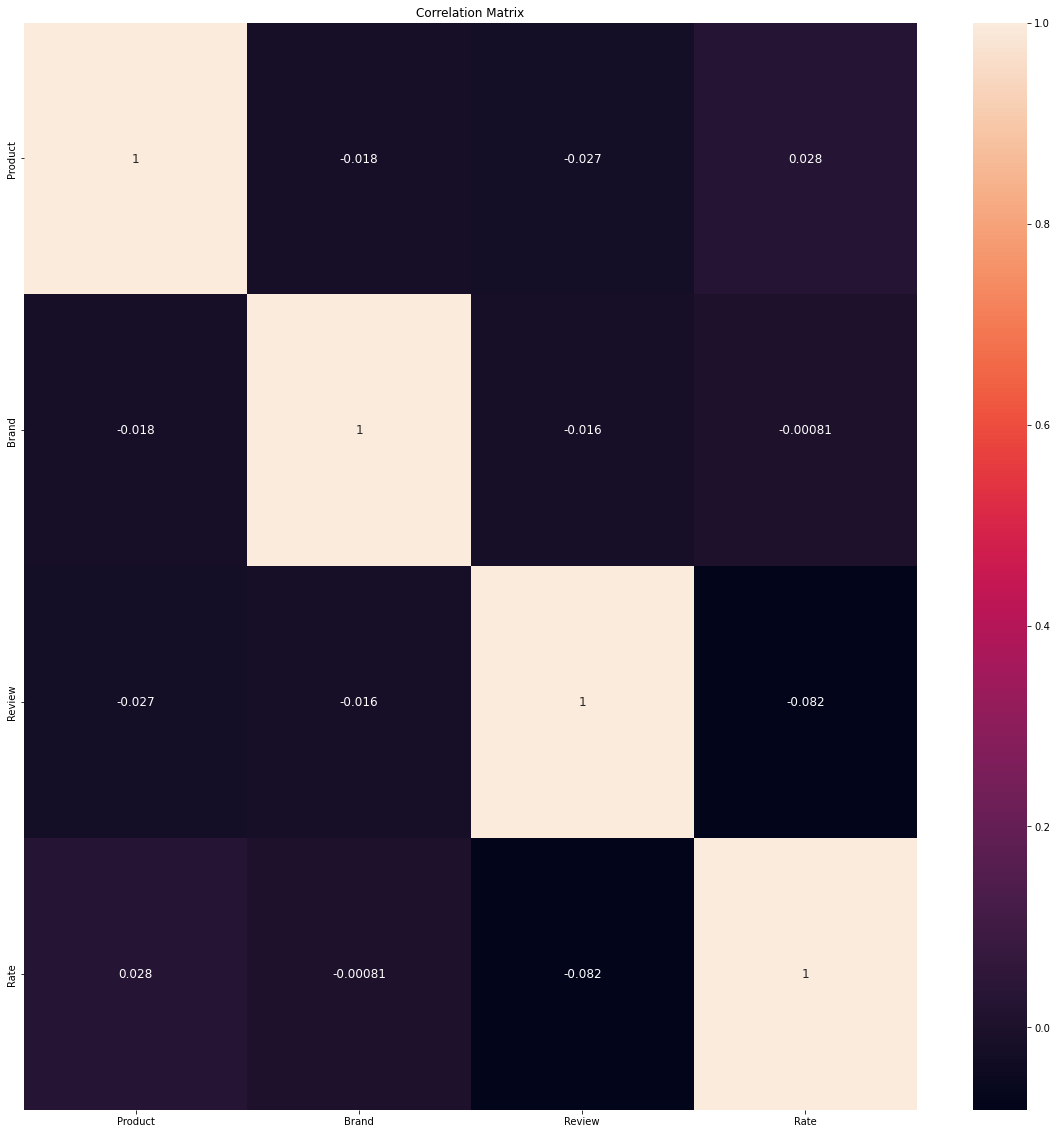 Correlation Matrix
Product 1 -0.018 -0.027 0.028
Brand -0.018 1 -0.016 -0.00081
Review -0.027 -0.016 1 -0.082
Rate 0.028 -0.00081 -0.082 1
Product Brand Review Rate
1.0
0.8
0.6
0.4
0.2
0.0